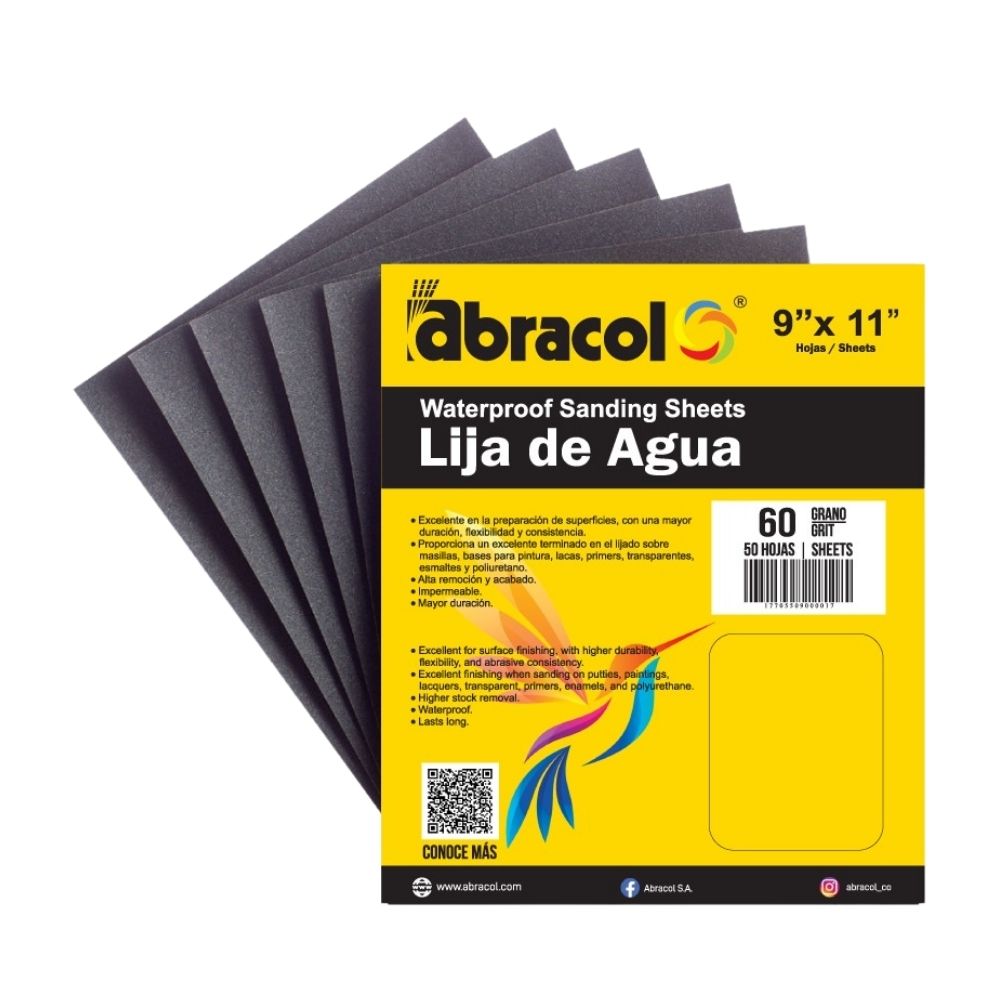 abracol ®
9”x 11”
Hojas / Sheets
Waterproof Sanding Sheets
Lija de Agua
• Excelente en la preparación de superficies, con una mayor
duración, flexibilidad y consistencia.
• Proporciona un excelente terminado en el lijado sobre
masillas, bases para pintura, lacas, primers, transparentes,
esmaltes y poliuretano.
• Alta remoción y acabado.
• Impermeable.
• Mayor duración.
60 GRANO
GRIT
50 HOJAS | SHEETS
17705509000017
• Excellent for surface finishing, with higher durability,
flexibility, and abrasive consistency.
• Excellent finishing when sanding on putties, paintings,
lacquers, transparent, primers, enamels, and polyurethane.
• Higher stock removal.
• Waterproof.
• Lasts long.
CONOCE MÁS
www.abracol.com
Abracol S.A.
abracol_co